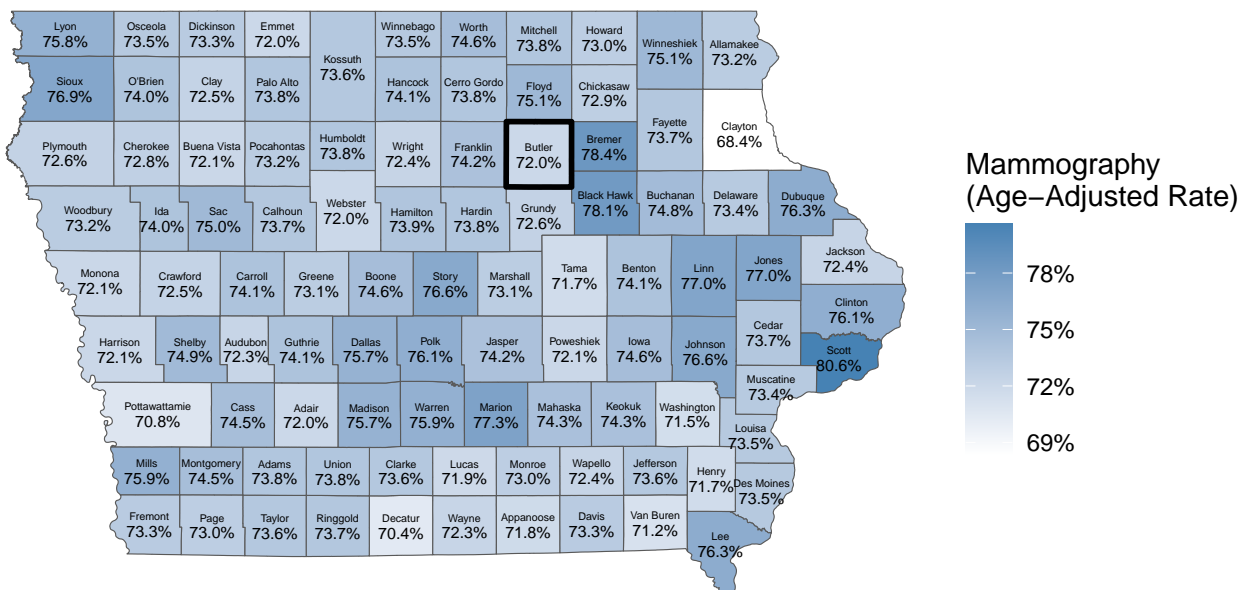 Lyon
75.8%
Osceola
73.5%
Dickinson
73.3%
Emmet
72.0%
Kossuth
73.6%
Winnebago
73.5%
Worth
74.6%
Mitchell
73.8%
Howard
73.0%
Winneshiek
75.1%
Allamakee
73.2%
Sioux
76.9%
O'Brien
74.0%
Clay
72.5%
Palo Alto
73.8%
Hancock
74.1%
Cerro Gordo
73.8%
Floyd
75.1%
Chickasaw
72.9%
Fayette
73.7%
Clayton
68.4%
Plymouth
72.6%
Cherokee
72.8%
Buena Vista
72.1%
Pocahontas
73.2%
Humboldt
73.8%
Wright
72.4%
Franklin
74.2%
Butler
72.0%
Bremer
78.4%
Woodbury
73.2%
Ida
74.0%
Sac
75.0%
Calhoun
73.7%
Webster
72.0%
Hamilton
73.9%
Hardin
73.8%
Grundy
72.6%
Black Hawk
78.1%
Buchanan
74.8%
Delaware
73.4%
Dubuque
76.3%
Monona
72.1%
Crawford
72.5%
Carroll
74.1%
Greene
73.1%
Boone
74.6%
Story
76.6%
Marshall
73.1%
Tama
71.7%
Benton
74.1%
Linn
77.0%
Jones
77.0%
Jackson
72.4%
Clinton
76.1%
Harrison
72.1%
Shelby
74.9%
Audubon
72.3%
Guthrie
74.1%
Dallas
75.7%
Polk
76.1%
Jasper
74.2%
Poweshiek
72.1%
Iowa
74.6%
Johnson
76.6%
Cedar
73.7%
Scott
80.6%
Muscatine
73.4%
Pottawattamie
70.8%
Cass
74.5%
Adair
72.0%
Madison
75.7%
Warren
75.9%
Marion
77.3%
Mahaska
74.3%
Keokuk
74.3%
Washington
71.5%
Louisa
73.5%
Mills
75.9%
Montgomery
74.5%
Adams
73.8%
Union
73.8%
Clarke
73.6%
Lucas
71.9%
Monroe
73.0%
Wapello
72.4%
Jefferson
73.6%
Henry
71.7%
Des Moines
73.5%
Fremont
73.3%
Page
73.0%
Taylor
73.6%
Ringgold
73.7%
Decatur
70.4%
Wayne
72.3%
Appanoose
71.8%
Davis
73.3%
Van Buren
71.2%
Lee
76.3%
Mammography
(Age−Adjusted Rate)
78%
75%
72%
69%